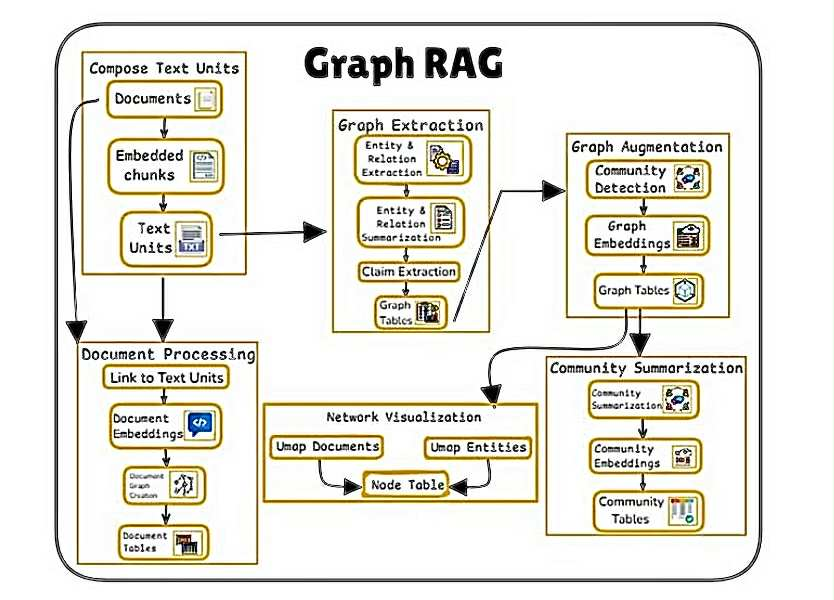 Graph RAG
Compose Text Units
Documents
Embedded
chunks
Text
Units
TXT
Graph Extraction
Entity &
Relation
Extraction
Entity &
Relation
Summarization
Claim Extraction
Graph
Tables
Graph Augmentation
Community
Detection
Graph
Embeddings
Graph Tables
Document Processing
Link to Text Units
Document
Embeddings
Document
Graph
Creation
Document
Tables
Network Visualization
Umap Documents
Umap Entities
Node Table
Community Summarization
Community
Summarization
Community
Embeddings
Community
Tables